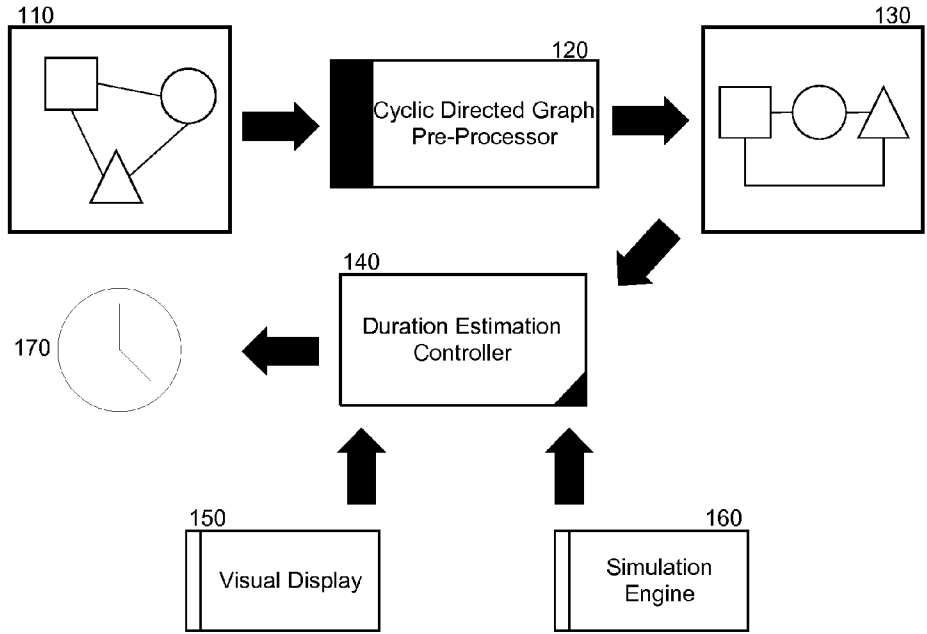 110
120
130
Cyclic Directed Graph
Pre-Processor
140
Duration Estimation
Controller
170
150
160
Visual Display
Simulation
Engine